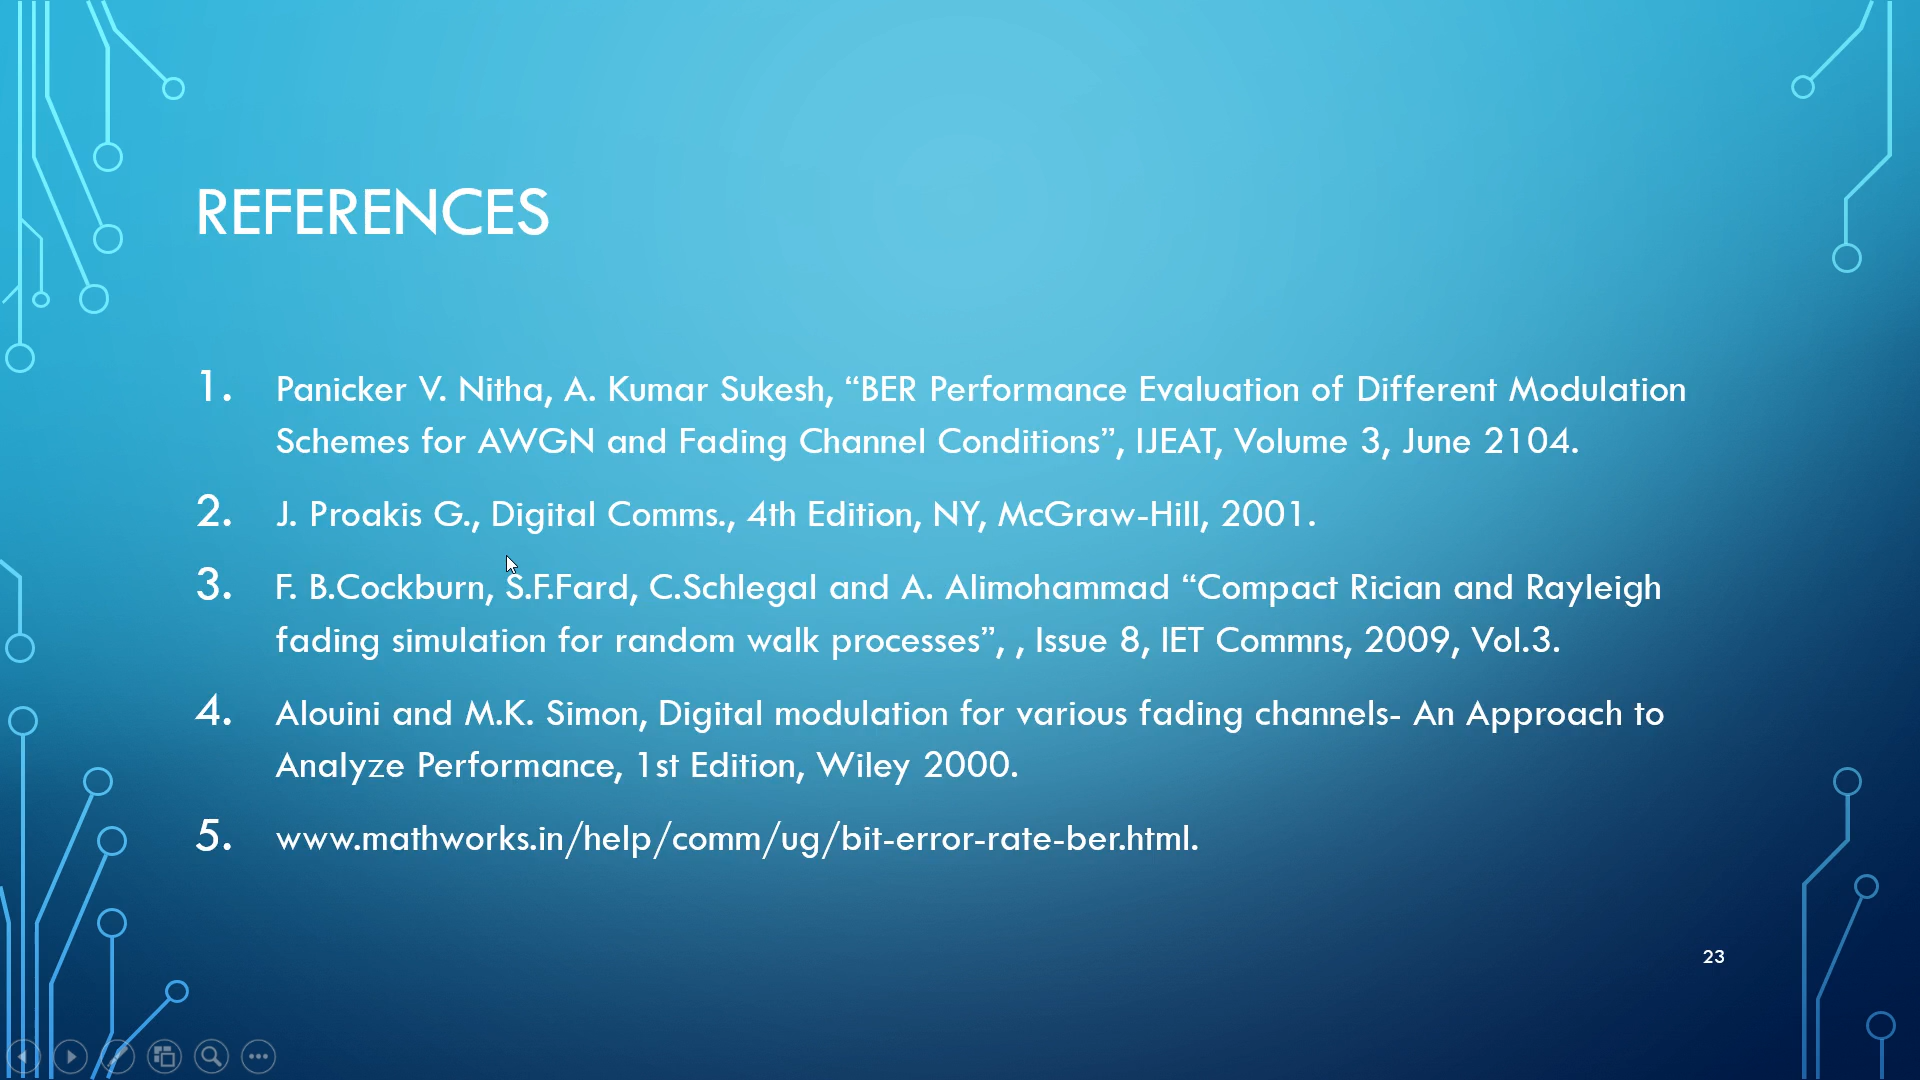 REFERENCES
1. Panicker V. Nitha, A. Kumar Sukesh, “BER Performance Evaluation of Different Modulation
Schemes for AWGN and Fading Channel Conditions”, IJEAT, Volume 3, June 2104.
2. J. Proakis G., Digital Comms., 4th Edition, NY, McGraw-Hill, 2001.
3. F. B.Cockburn, S.F.Fard, C.Schlegal and A. Alimohammad “Compact Rician and Rayleigh
fading simulation for random walk processes”, , Issue 8, IET Commns, 2009, Vol.3.
4. Alouini and M.K. Simon, Digital modulation for various fading channels- An Approach to
Analyze Performance, 1st Edition, Wiley 2000.
5. www.mathworks.in/help/comm/ug/bit-error-rate-ber.html.
23